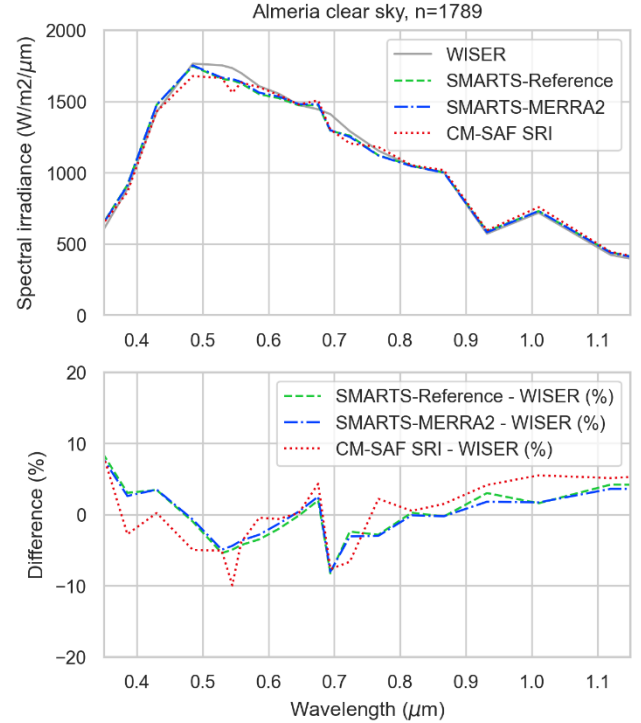 Almeria clear sky, n=1789
Spectral irradiance (W/m2/μm)
2000
1500
1000
500
0
WISER
SMARTS-Reference
SMARTS-MERRA2
CM-SAF SRI
0.4 0.5 0.6 0.7 0.8 0.9 1.0 1.1
Difference (%)
20
10
0
−10
−20
SMARTS-Reference - WISER (%)
SMARTS-MERRA2 - WISER (%)
CM-SAF SRI - WISER (%)
0.4 0.5 0.6 0.7 0.8 0.9 1.0 1.1
Wavelength (μm)